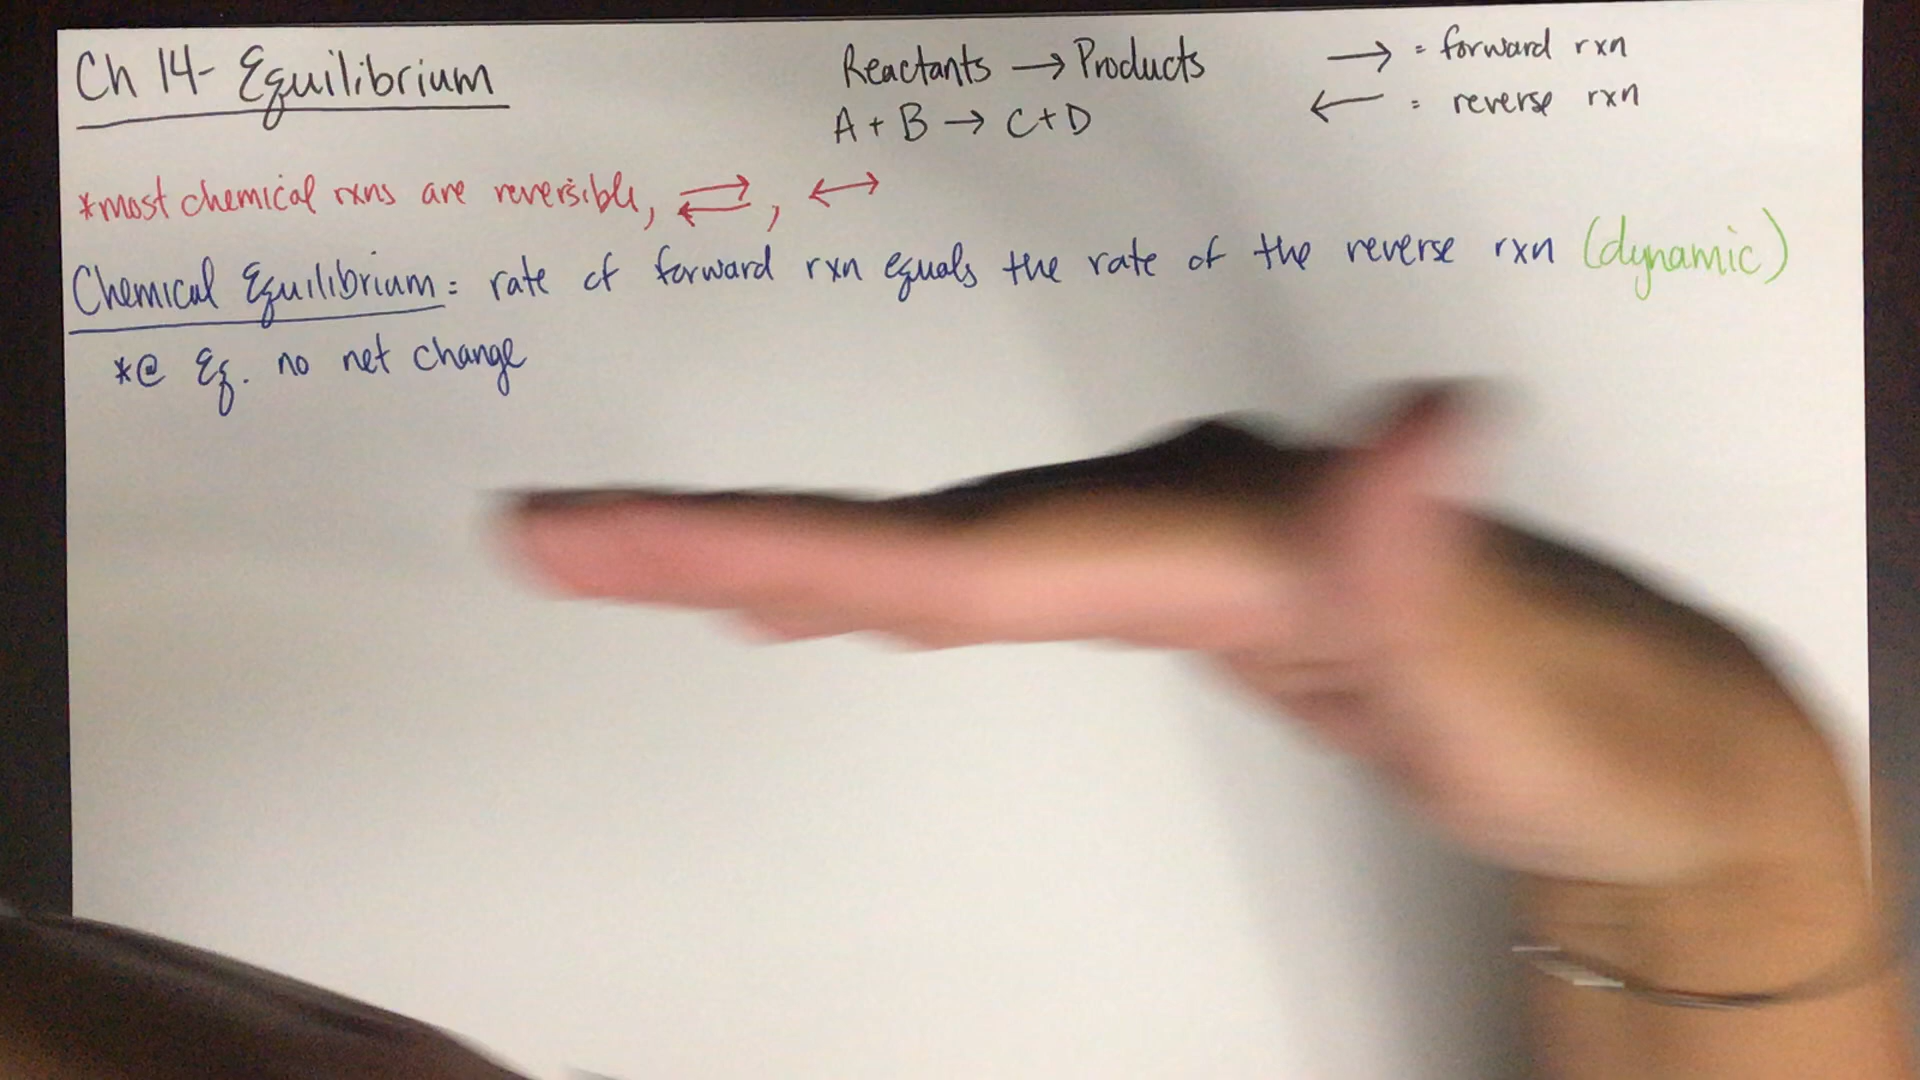 Ch 14- Equilibrium
Reactants → Products
A + B → C + D
→ = forward rxn
← = reverse rxn
*most chemical rxns are reversible, ⇄, ↔
Chemical Equilibrium = rate of forward rxn equals the rate of the reverse rxn (dynamic)
*@ Eq. no net change